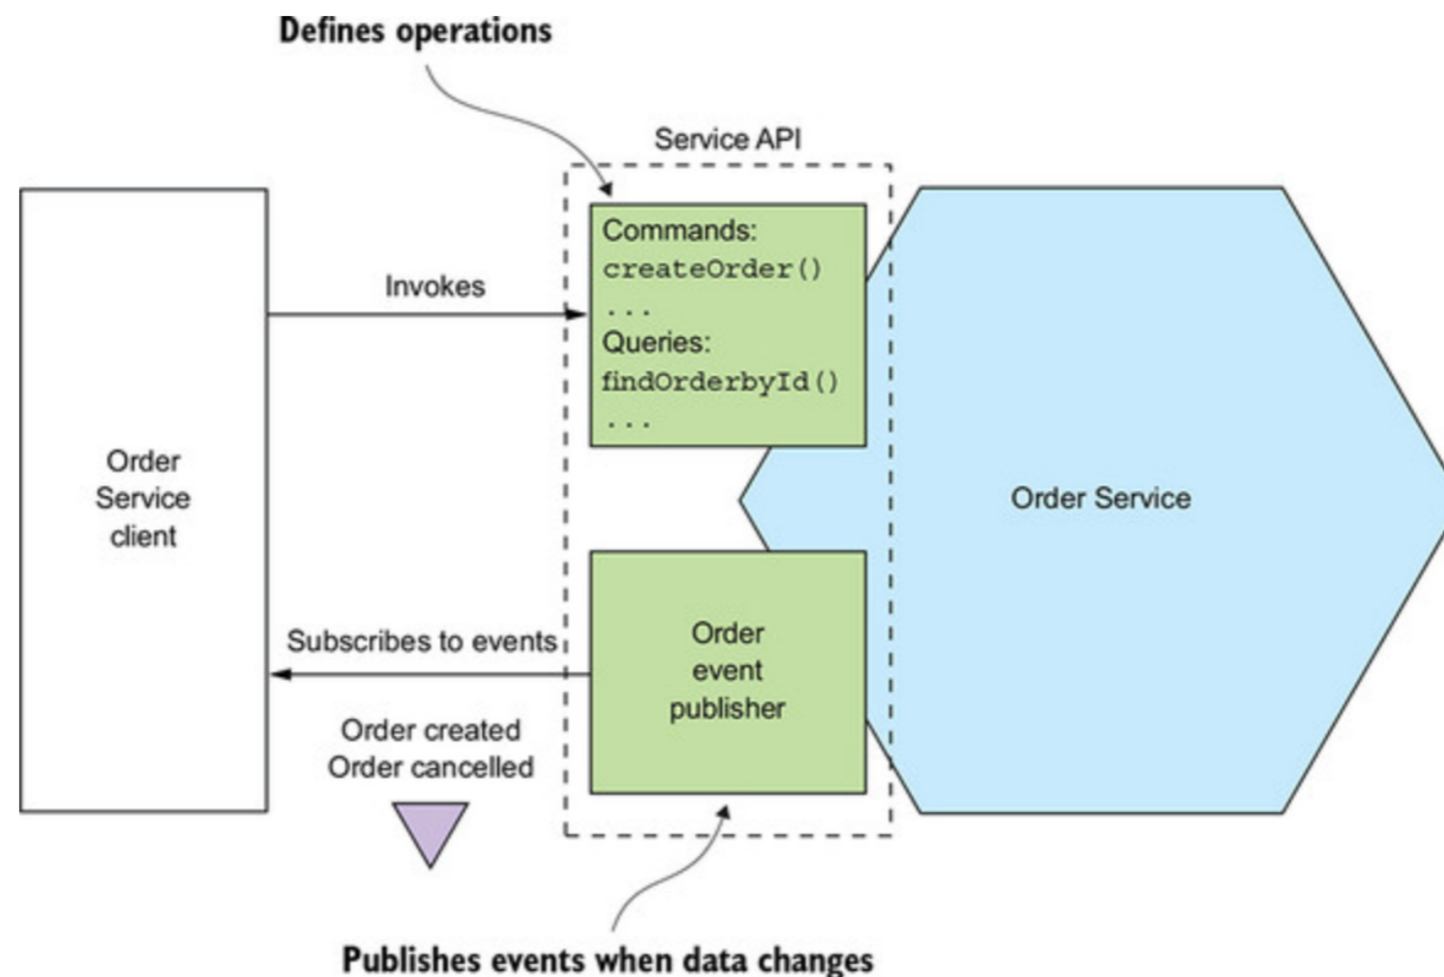 Defines operations
Service API
Commands:
createOrder()
...
Queries:
findOrderbyId()
...
Invokes
Order
Service
client
Order Service
Subscribes to events
Order
event
publisher
Order created
Order cancelled
Publishes events when data changes